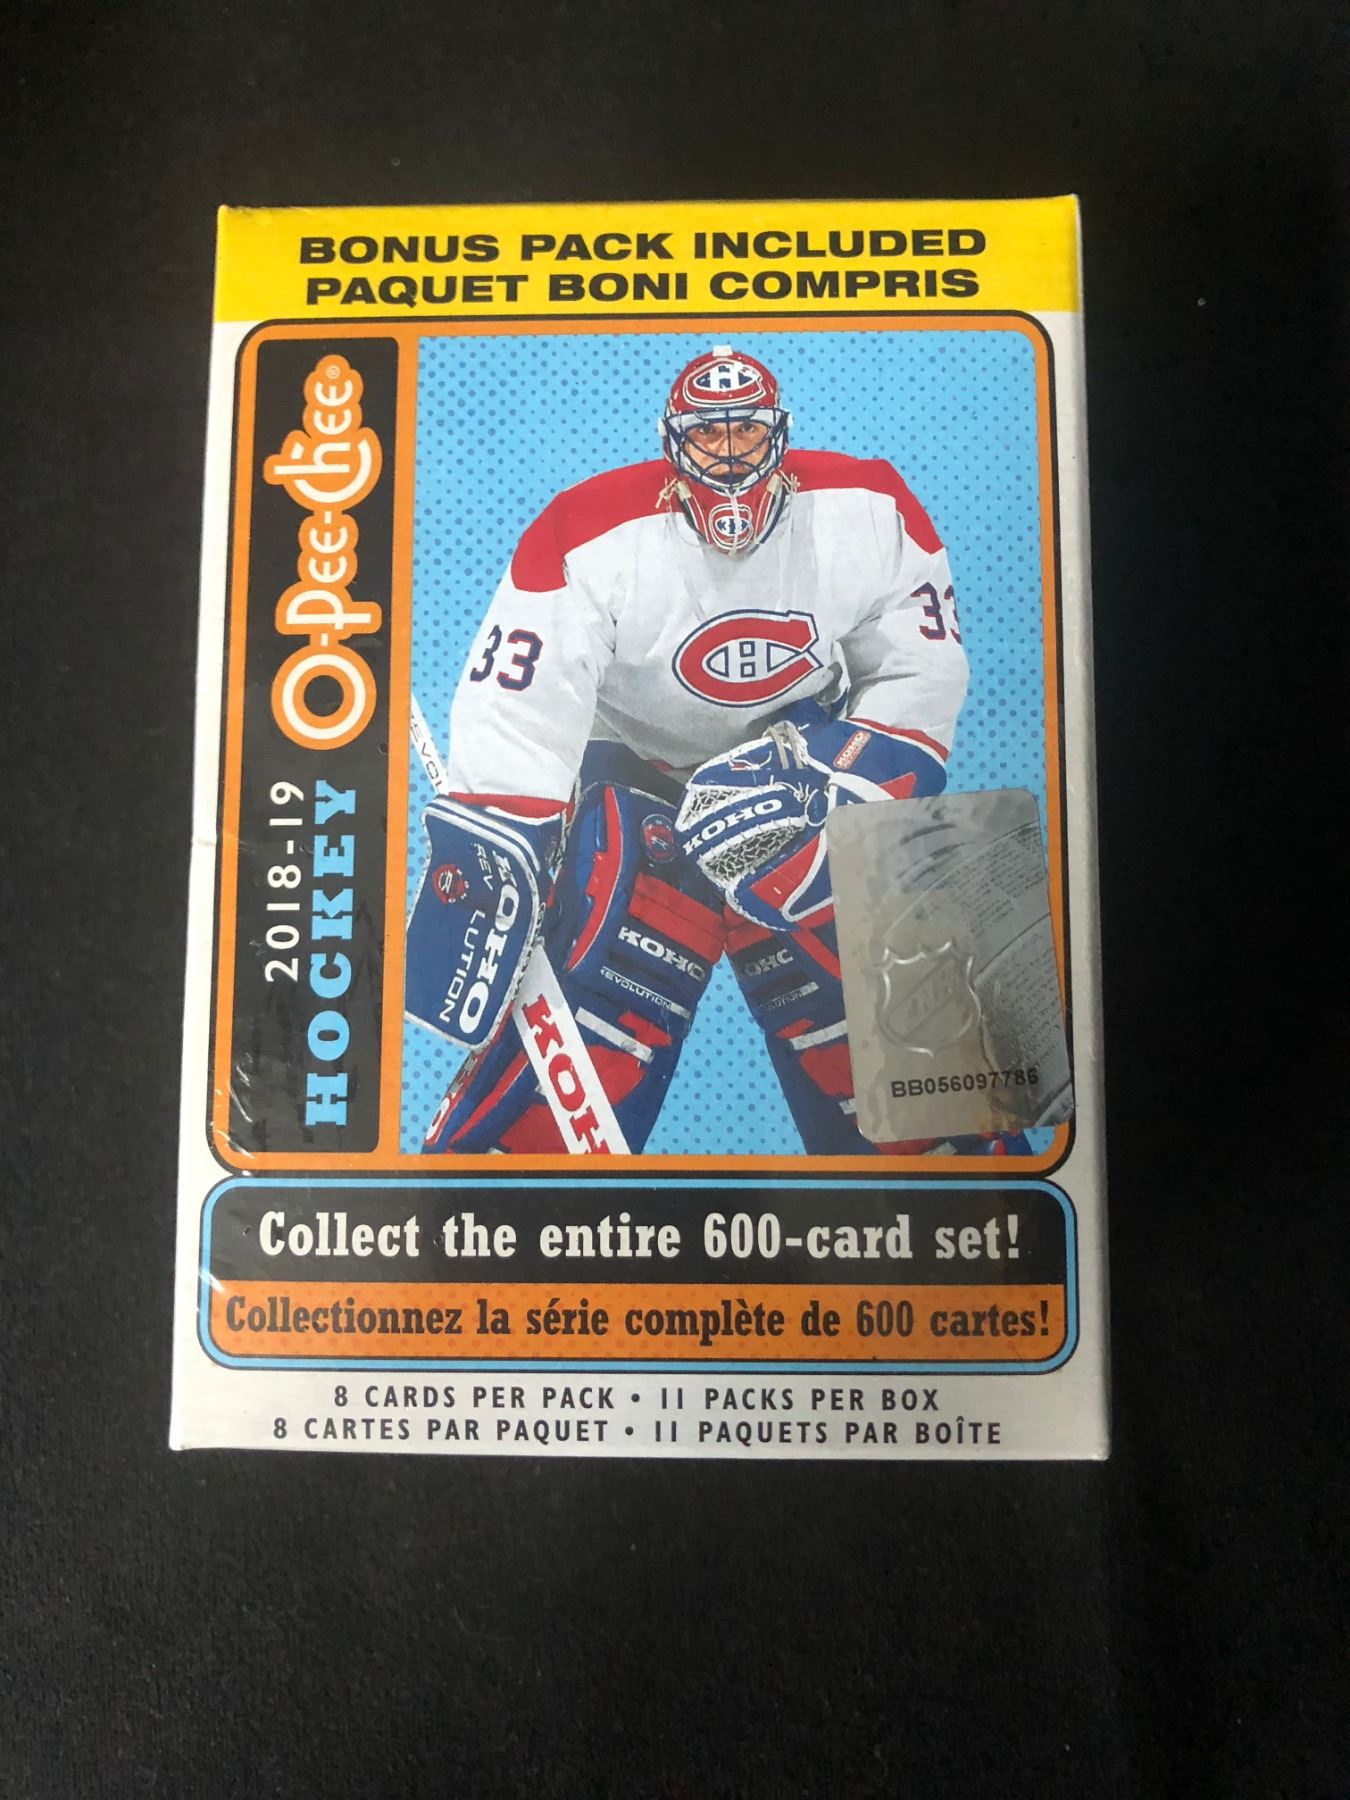 BONUS PACK INCLUDED
PAQUET BONI COMPRIS
O-Pee-Chee®
2018-19
HOCKEY
33
33
KOHO
KOHO
KOHO
REVOLUTION
KOHO
BB056097786
Collect the entire 600-card set!
Collectionnez la série complète de 600 cartes!
8 CARDS PER PACK • 11 PACKS PER BOX
8 CARTES PAR PAQUET • 11 PAQUETS PAR BOÎTE